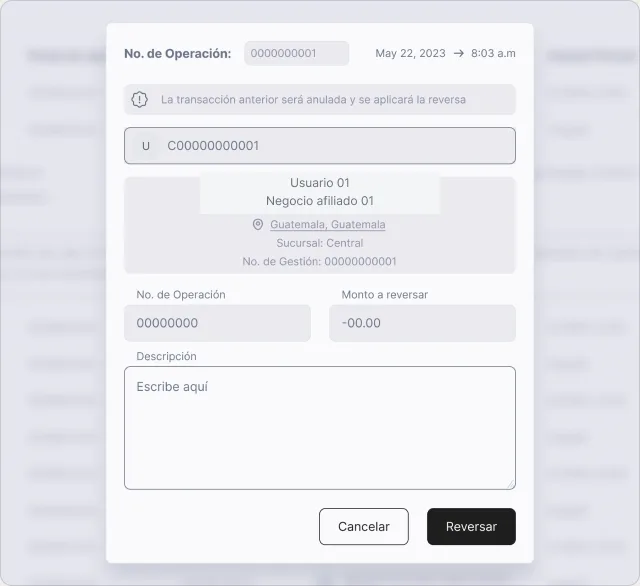 No. de Operación: 0000000001 May 22, 2023 → 8:03 a.m
La transacción anterior será anulada y se aplicará la reversa
U C00000000001
Usuario 01
Negocio afiliado 01
Guatemala, Guatemala
Sucursal: Central
No. de Gestión: 00000000001
No. de Operación Monto a reversar
00000000 -00.00
Descripción
Escribe aquí
Cancelar Reversar